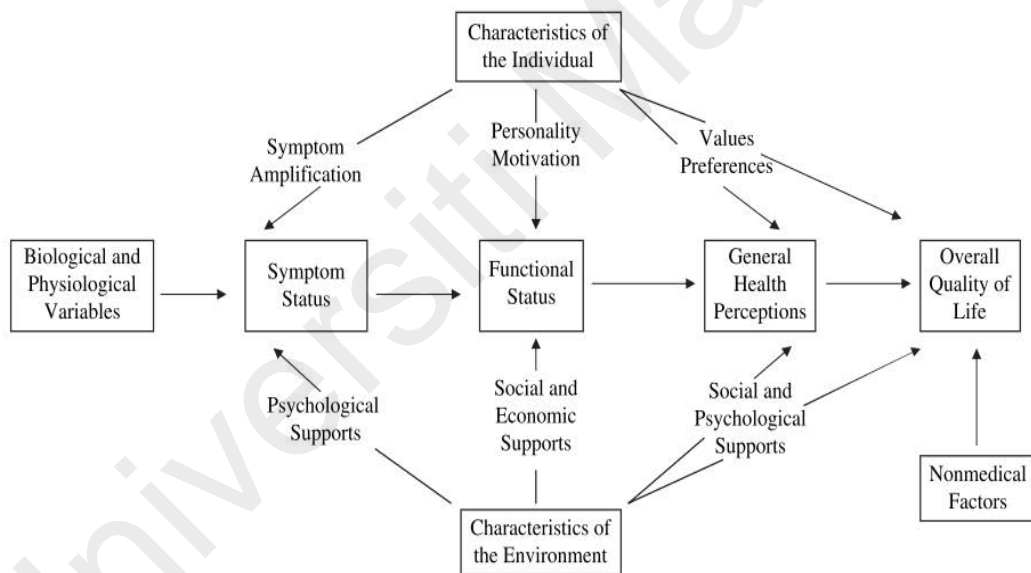 Characteristics of
the Individual
Symptom
Amplification
Personality
Motivation
Values
Preferences
Biological and
Physiological
Variables
Symptom
Status
Functional
Status
General
Health
Perceptions
Overall
Quality of
Life
Psychological
Supports
Social and
Economic
Supports
Social and
Psychological
Supports
Nonmedical
Factors
Characteristics of
the Environment
Universiti Ma